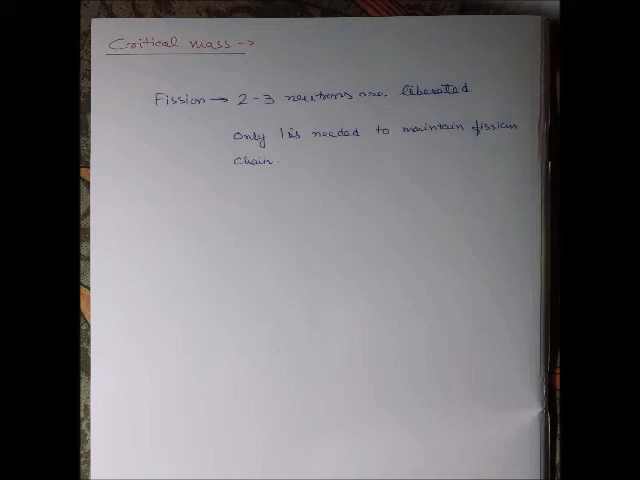 Critical mass →
Fission → 2-3 neutrons are liberated
Only 1 is needed to maintain fission
chain.